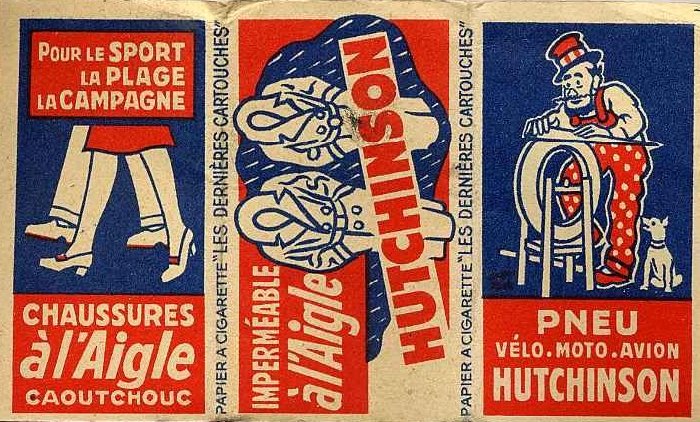 POUR LE SPORT
LA PLAGE
LA CAMPAGNE
CHAUSSURES
à l'Aigle
CAOUTCHOUC
PAPIER A CIGARETTE "LES DERNIÈRES CARTOUCHES"
IMPERMÉABLE
à l'Aigle
HUTCHINSON
PAPIER A CIGARETTE "LES DERNIÈRES CARTOUCHES"
PNEU
VÉLO.MOTO.AVION
HUTCHINSON